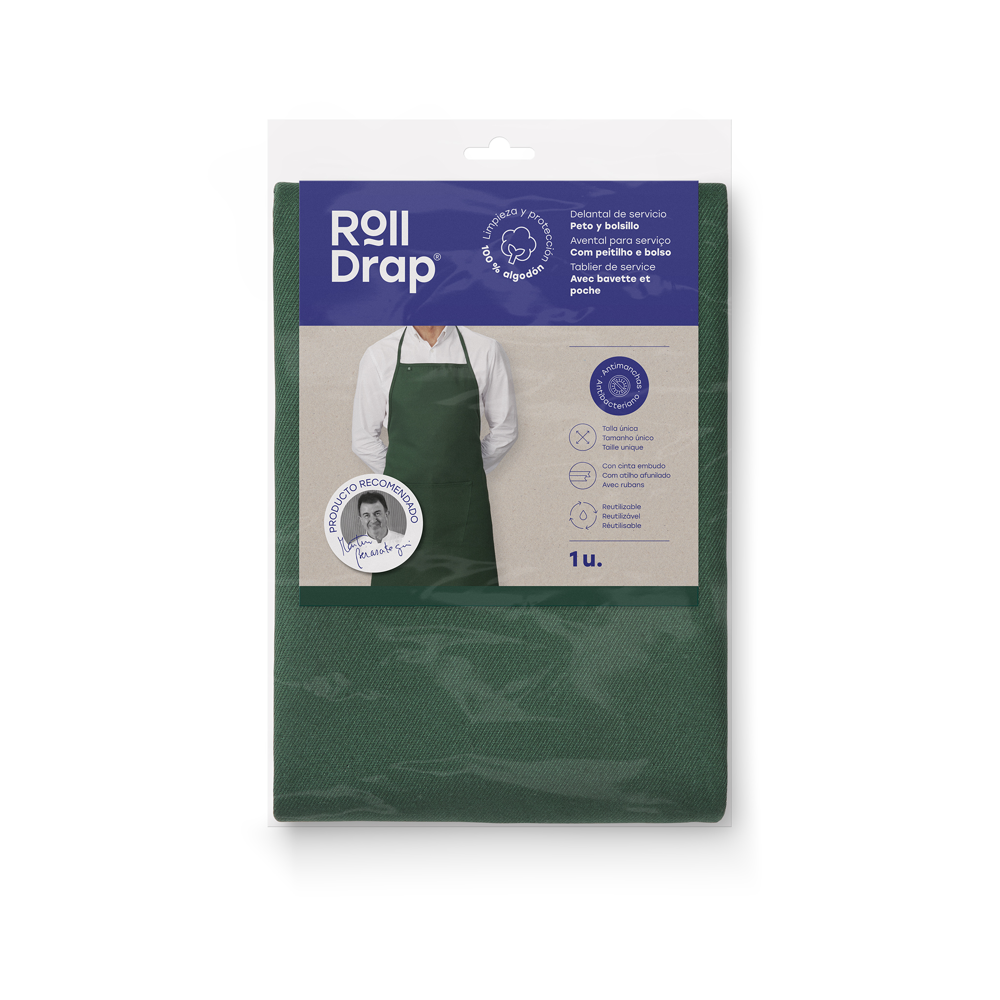 Roll
Drap®
Limpieza y protección
100% algodón
Delantal de servicio
Peto y bolsillo
Avental para serviço
Com peitilho e bolso
Tablier de service
Avec bavette et
poche
· Antimanchas ·
Antibacteriano
Talla única
Tamanho único
Taille unique
Con cinta embudo
Com atilho afunilado
Avec rubans
Reutilizable
Reutilizável
Réutilisable
1 u.
PRODUCTO RECOMENDADO
Martin
Berasategui